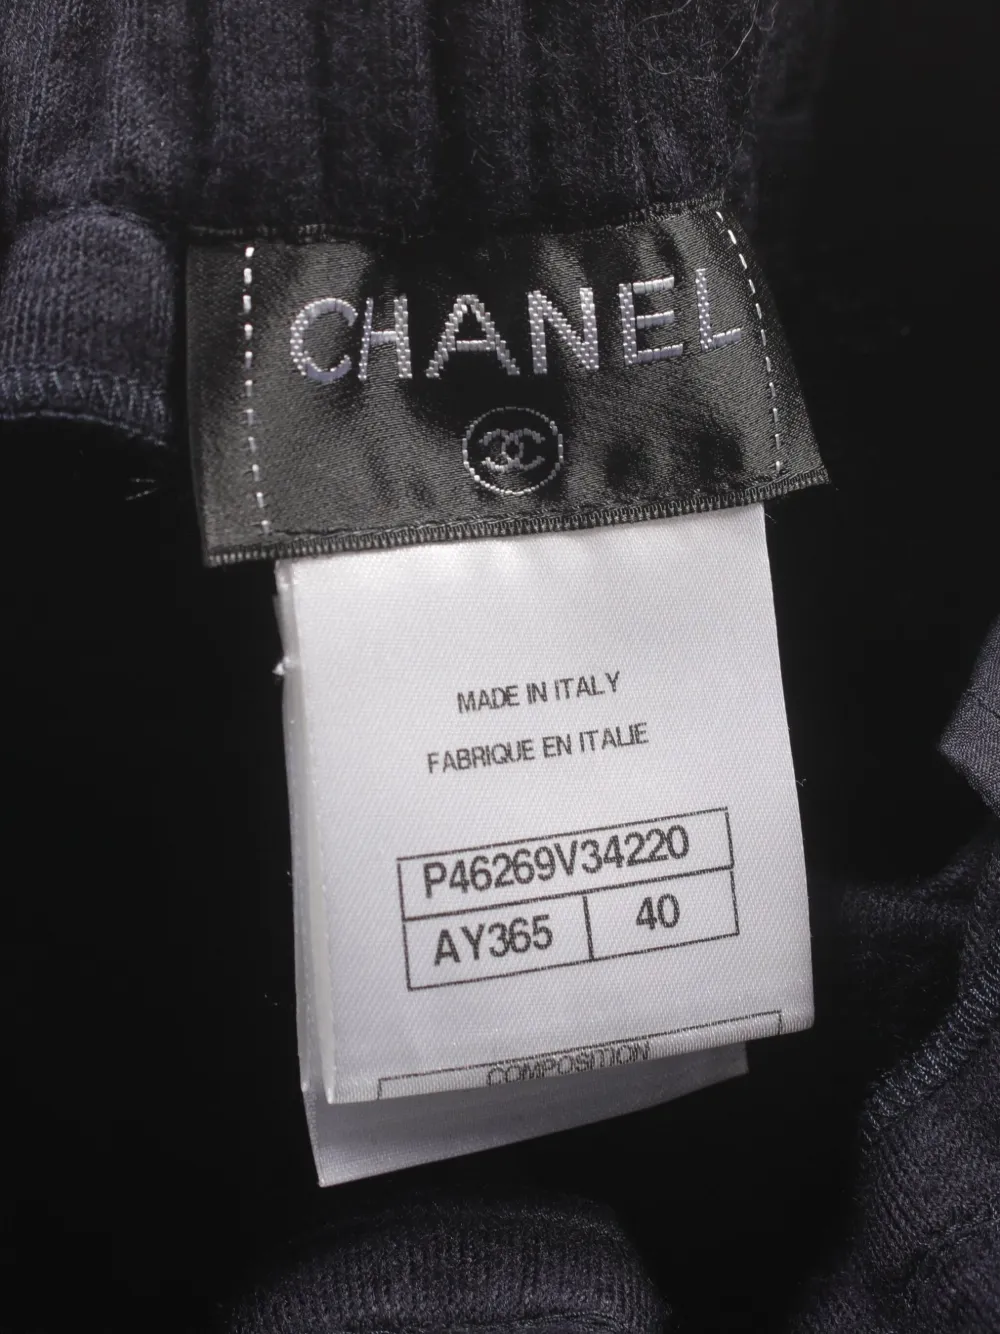 CHANEL
MADE IN ITALY
FABRIQUE EN ITALIE
P46269V34220
AY365 40
COMPOSITION